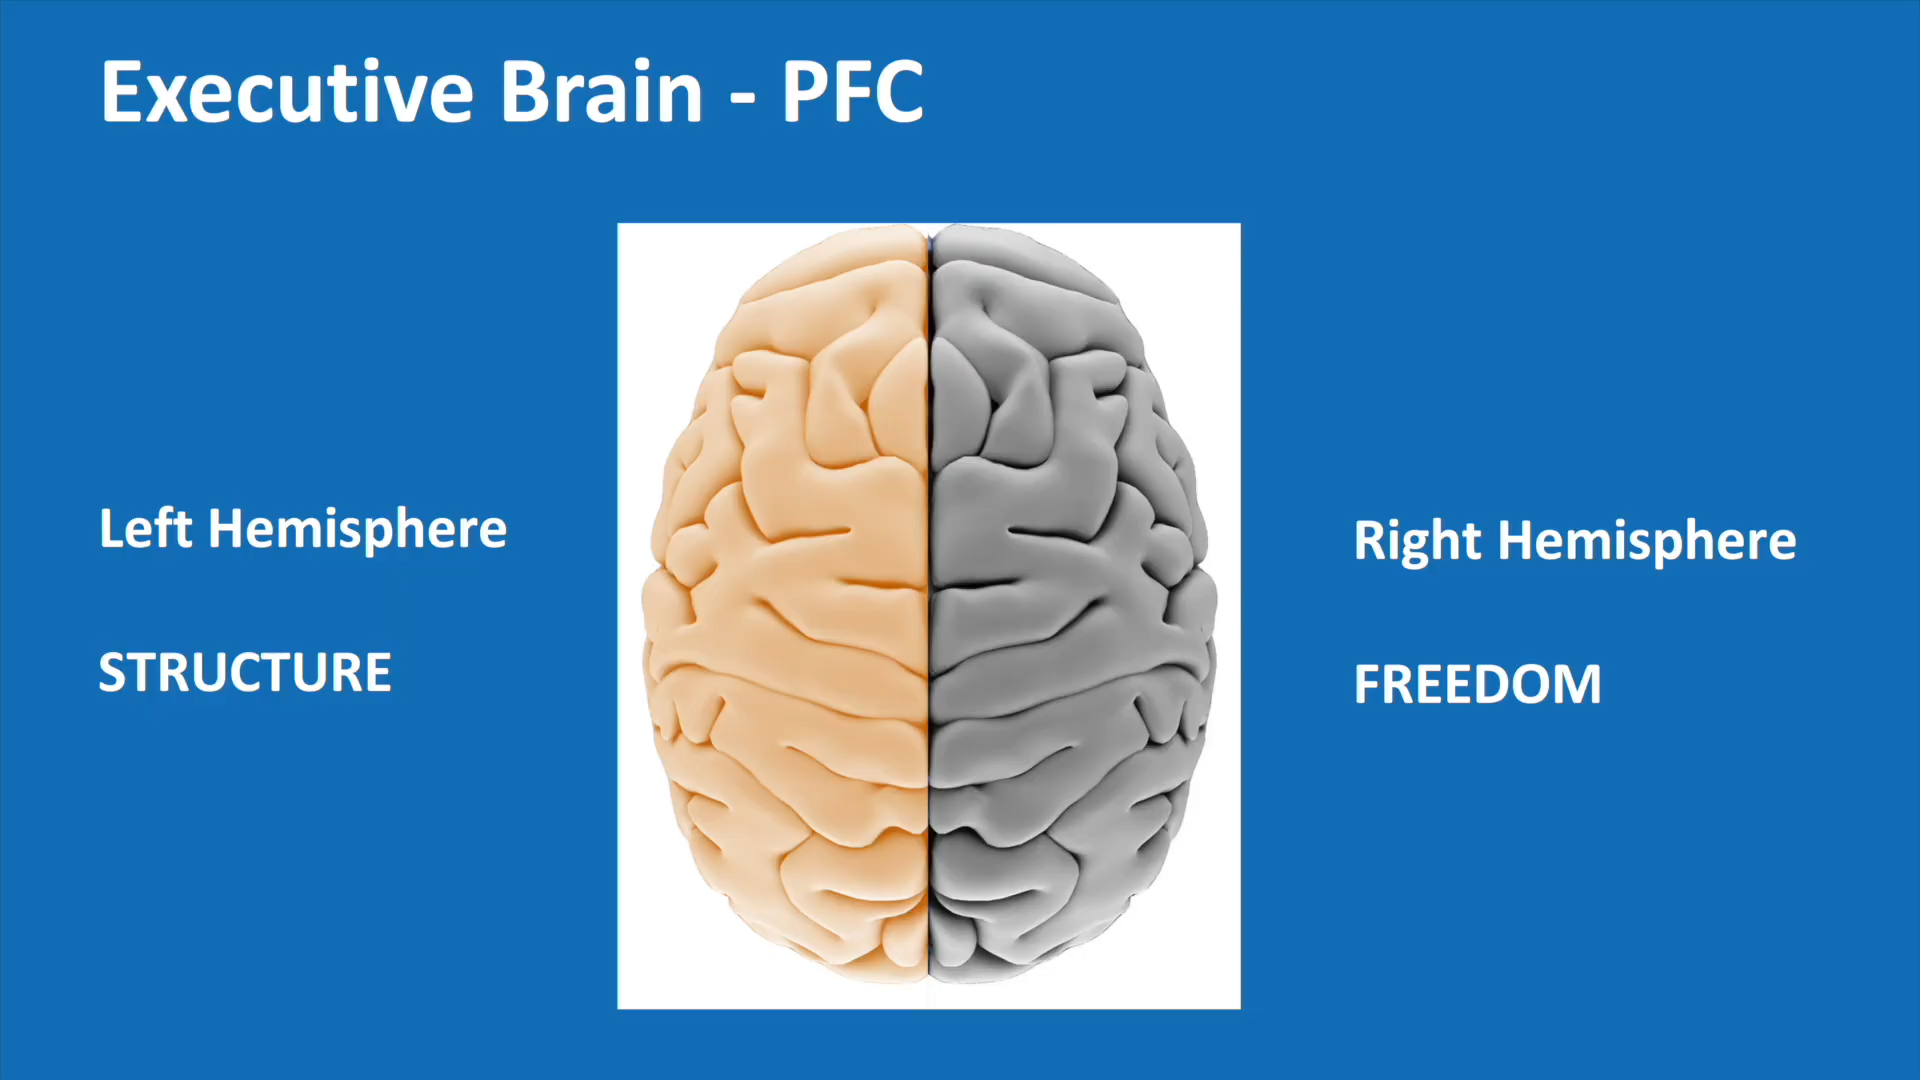 Executive Brain - PFC
Left Hemisphere
STRUCTURE
Right Hemisphere
FREEDOM